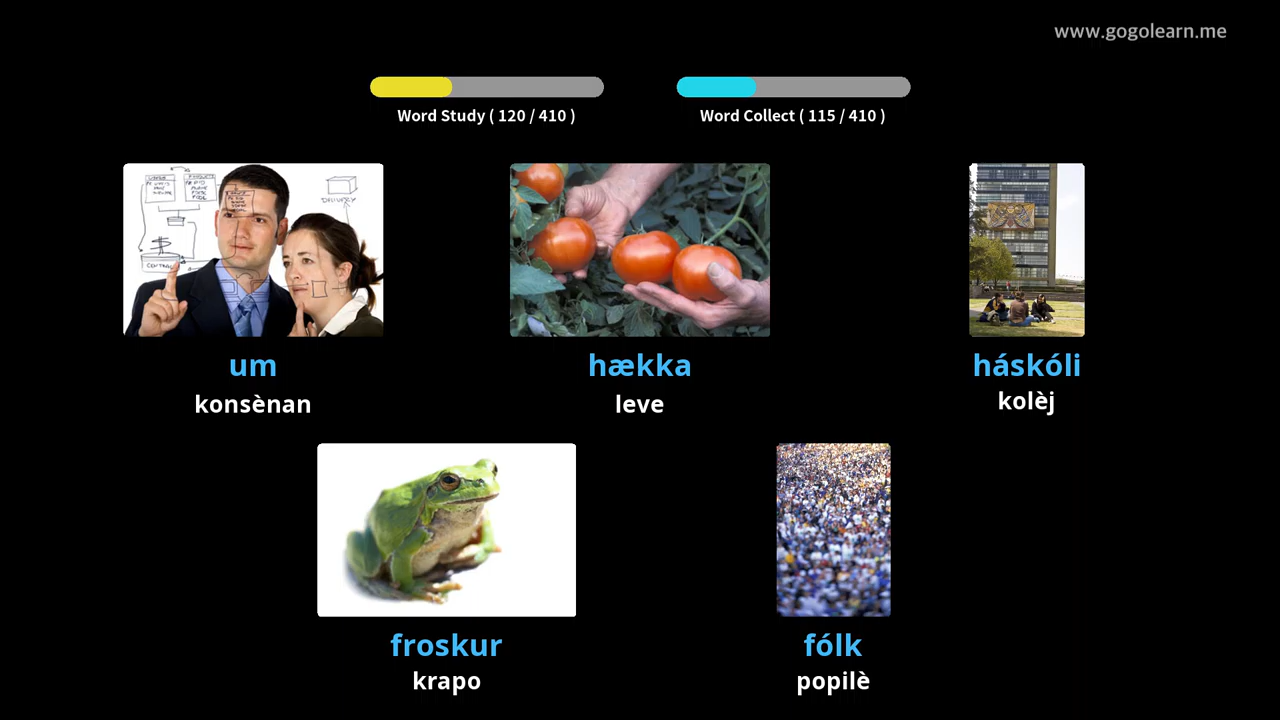 www.gogolearn.me
Word Study ( 120 / 410 )
Word Collect ( 115 / 410 )
DELIVERY
um
hækka
háskóli
konsènan
leve
kolèj
froskur
fólk
krapo
popilè